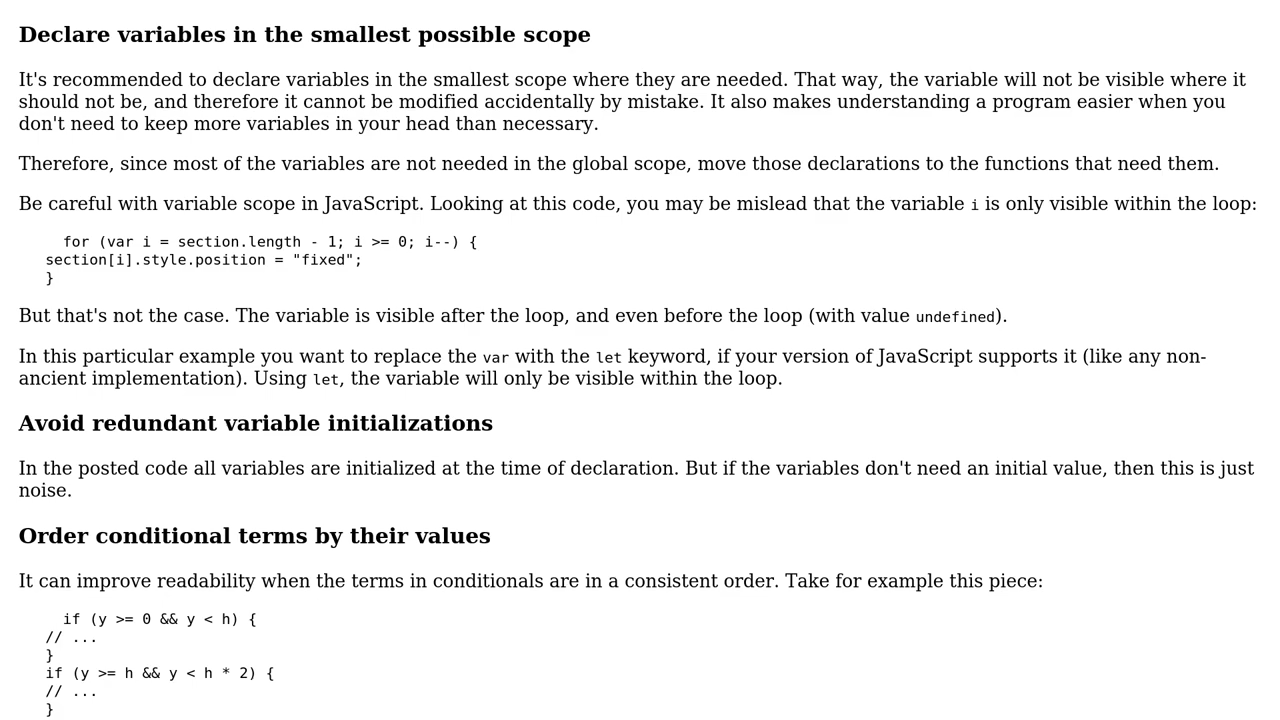 Declare variables in the smallest possible scope
It's recommended to declare variables in the smallest scope where they are needed. That way, the variable will not be visible where it
should not be, and therefore it cannot be modified accidentally by mistake. It also makes understanding a program easier when you
don't need to keep more variables in your head than necessary.
Therefore, since most of the variables are not needed in the global scope, move those declarations to the functions that need them.
Be careful with variable scope in JavaScript. Looking at this code, you may be mislead that the variable i is only visible within the loop:
for (var i = section.length - 1; i >= 0; i--) {
section[i].style.position = "fixed";
}
But that's not the case. The variable is visible after the loop, and even before the loop (with value undefined).
In this particular example you want to replace the var with the let keyword, if your version of JavaScript supports it (like any non-
ancient implementation). Using let, the variable will only be visible within the loop.
Avoid redundant variable initializations
In the posted code all variables are initialized at the time of declaration. But if the variables don't need an initial value, then this is just
noise.
Order conditional terms by their values
It can improve readability when the terms in conditionals are in a consistent order. Take for example this piece:
if (y >= 0 && y < h) {
// ...
}
if (y >= h && y < h * 2) {
// ...
}